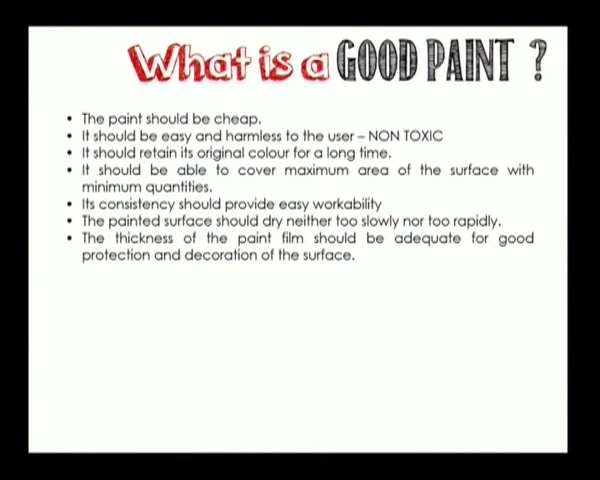 What is a GOOD PAINT ?
• The paint should be cheap.
• It should be easy and harmless to the user – NON TOXIC
• It should retain its original colour for a long time.
• It should be able to cover maximum area of the surface with
minimum quantities.
• Its consistency should provide easy workability
• The painted surface should dry neither too slowly nor too rapidly.
• The thickness of the paint film should be adequate for good
protection and decoration of the surface.